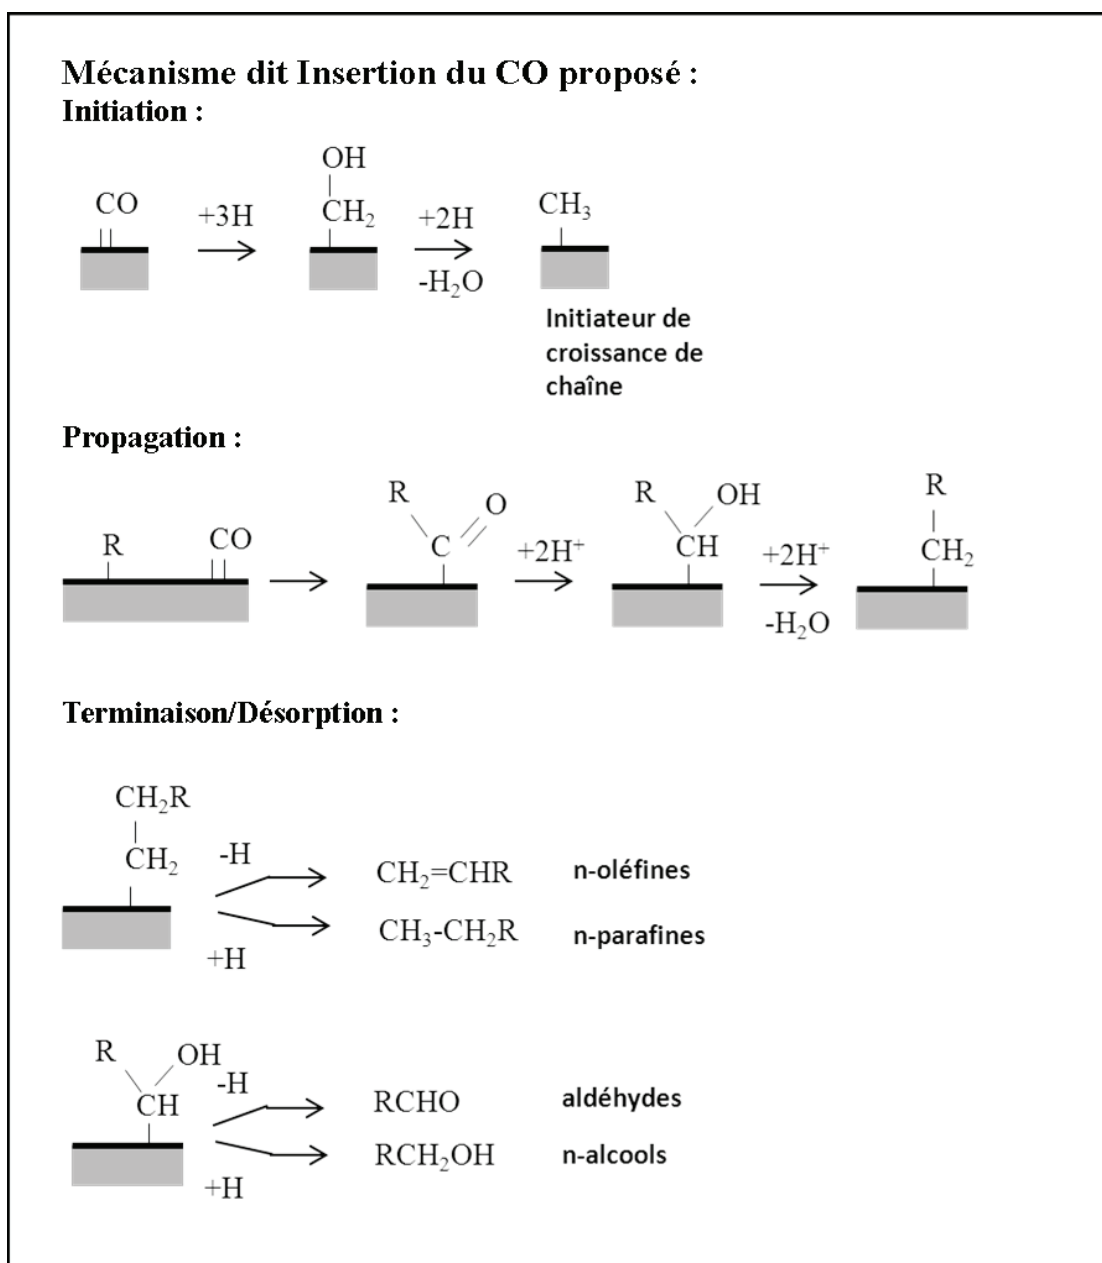 Mécanisme dit Insertion du CO proposé :
Initiation :
OH
CO +3H CH₂ +2H CH₃
-H₂O
Initiateur de
croissance de
chaîne
Propagation :
R O R OH R
R CO C +2H⁺ CH +2H⁺ CH₂
-H₂O
Terminaison/Désorption :
CH₂R
CH₂ -H CH₂=CHR n-oléfines
+H CH₃-CH₂R n-parafines
R OH
CH -H RCHO aldéhydes
+H RCH₂OH n-alcools